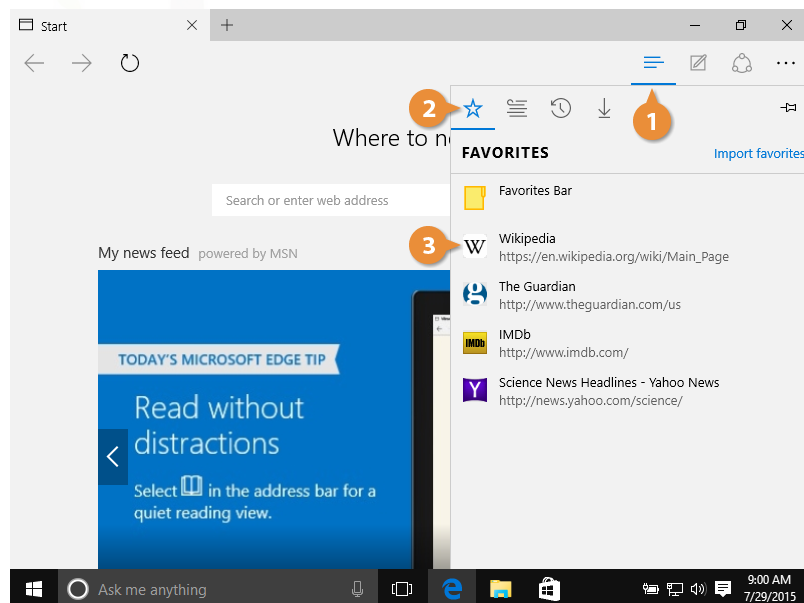 Start
2
1
Where to n
FAVORITES
Import favorites
Search or enter web address
Favorites Bar
3
W
Wikipedia
https://en.wikipedia.org/wiki/Main_Page
My news feed powered by MSN
g
The Guardian
http://www.theguardian.com/us
IMDb
IMDb
http://www.imdb.com/
Y
Science News Headlines - Yahoo News
http://news.yahoo.com/science/
TODAY'S MICROSOFT EDGE TIP
Read without
distractions
Select in the address bar for a
quiet reading view.
Ask me anything
9:00 AM
7/29/2015